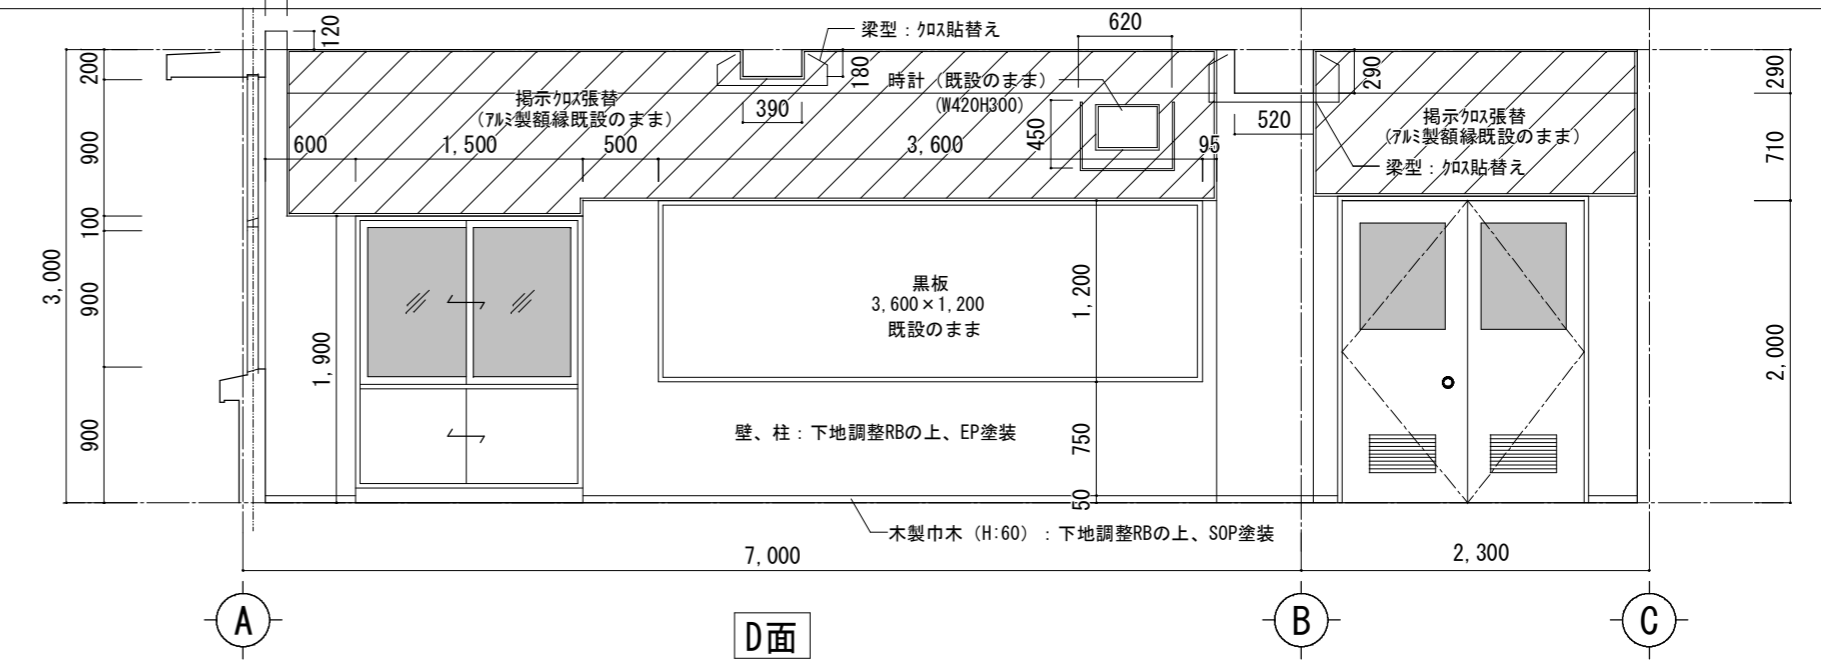 120
梁型：ｸﾛｽ貼替え
620
200
180
時計（既設のまま）
(W420H300)
290
290
掲示ｸﾛｽ張替
（ｱﾙﾐ製額縁既設のまま）
390
450
520
掲示ｸﾛｽ張替
（ｱﾙﾐ製額縁既設のまま）
梁型：ｸﾛｽ貼替え
900
600
1,500
500
3,600
95
710
100
3,000
900
1,900
黒板
3,600×1,200
既設のまま
1,200
2,000
900
壁、柱：下地調整RBの上、EP塗装
750
50
木製巾木（H:60）：下地調整RBの上、SOP塗装
7,000
2,300
A
D面
B
C